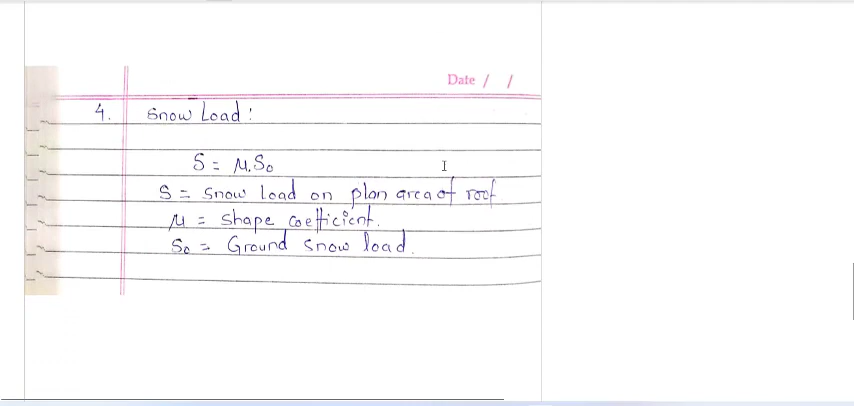 Date / /
4. Snow Load :
S = μ.S₀
S = Snow Load on plan area of roof
μ = Shape coefficient.
S₀ = Ground snow load.